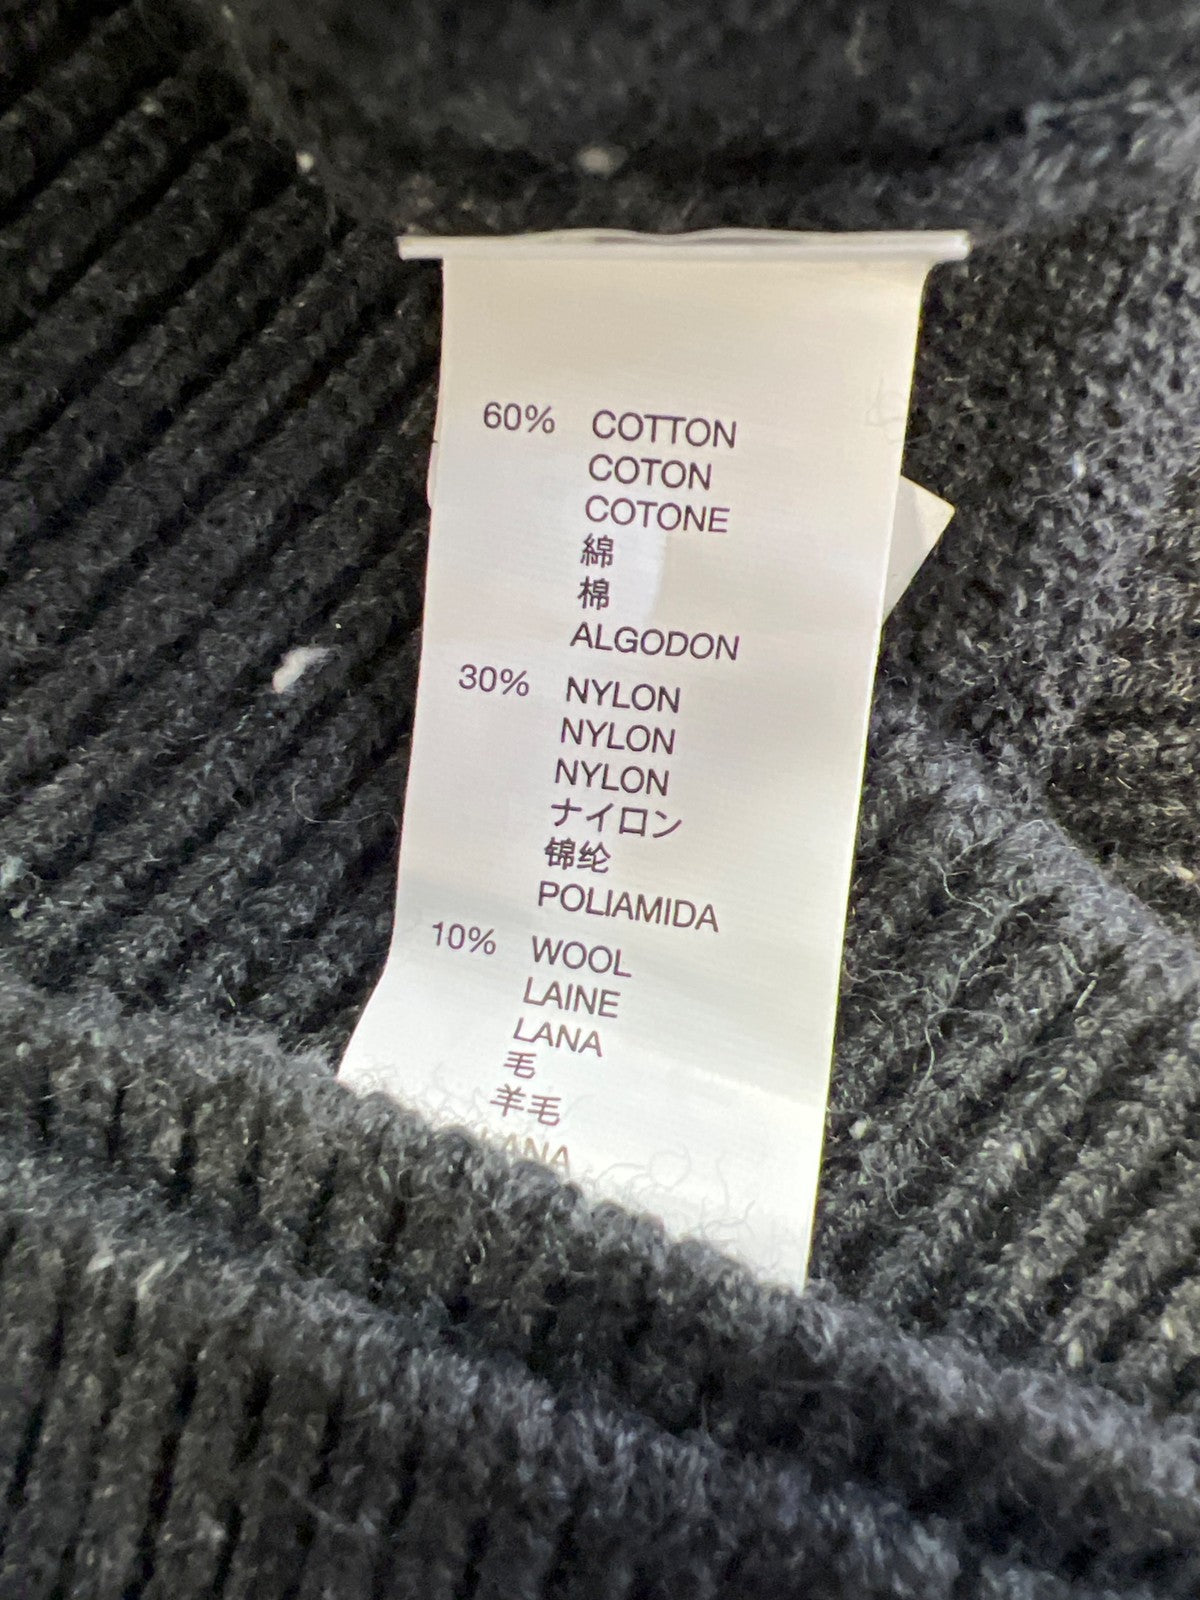 60% COTTON
COTON
COTONE
綿
棉
ALGODON
30% NYLON
NYLON
NYLON
ナイロン
锦纶
POLIAMIDA
10% WOOL
LAINE
LANA
毛
羊毛
LANA